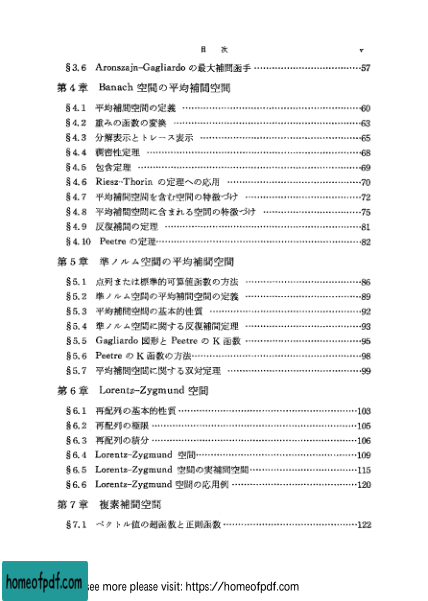 目 次 v
§3.6 Aronszajn-Gagliardo の最大補間函手 …… 57
第4章 Banach 空間の平均補間空間
§4.1 平均補間空間の定義 …… 60
§4.2 重みの函数の変換 …… 63
§4.3 分解表示とトレース表示 …… 65
§4.4 稠密性定理 …… 68
§4.5 包含定理 …… 69
§4.6 Riesz-Thorin の定理への応用 …… 70
§4.7 平均補間空間を含む空間の特徴づけ …… 72
§4.8 平均補間空間に含まれる空間の特徴づけ …… 75
§4.9 反復補間の定理 …… 81
§4.10 Peetre の定理 …… 82
第5章 準ノルム空間の平均補間空間
§5.1 点列または標準的可算値函数の方法 …… 86
§5.2 準ノルム空間の平均補間空間の定義 …… 89
§5.3 平均補間空間の基本的性質 …… 92
§5.4 準ノルム空間に関する反復補間定理 …… 93
§5.5 Gagliardo 図形と Peetre の K 函数 …… 95
§5.6 Peetre の K 函数の方法 …… 98
§5.7 平均補間空間に関する双対定理 …… 99
第6章 Lorentz-Zygmund 空間
§6.1 再配列の基本的性質 …… 103
§6.2 再配列の極限 …… 105
§6.3 再配列の積分 …… 106
§6.4 Lorentz-Zygmund 空間 …… 109
§6.5 Lorentz-Zygmund 空間の実補間空間 …… 115
§6.6 Lorentz-Zygmund 空間の応用例 …… 120
第7章 複素補間空間
§7.1 ベクトル値の超函数と正則函数 …… 122
homeofpdf.com
see more please visit: https://homeofpdf.com